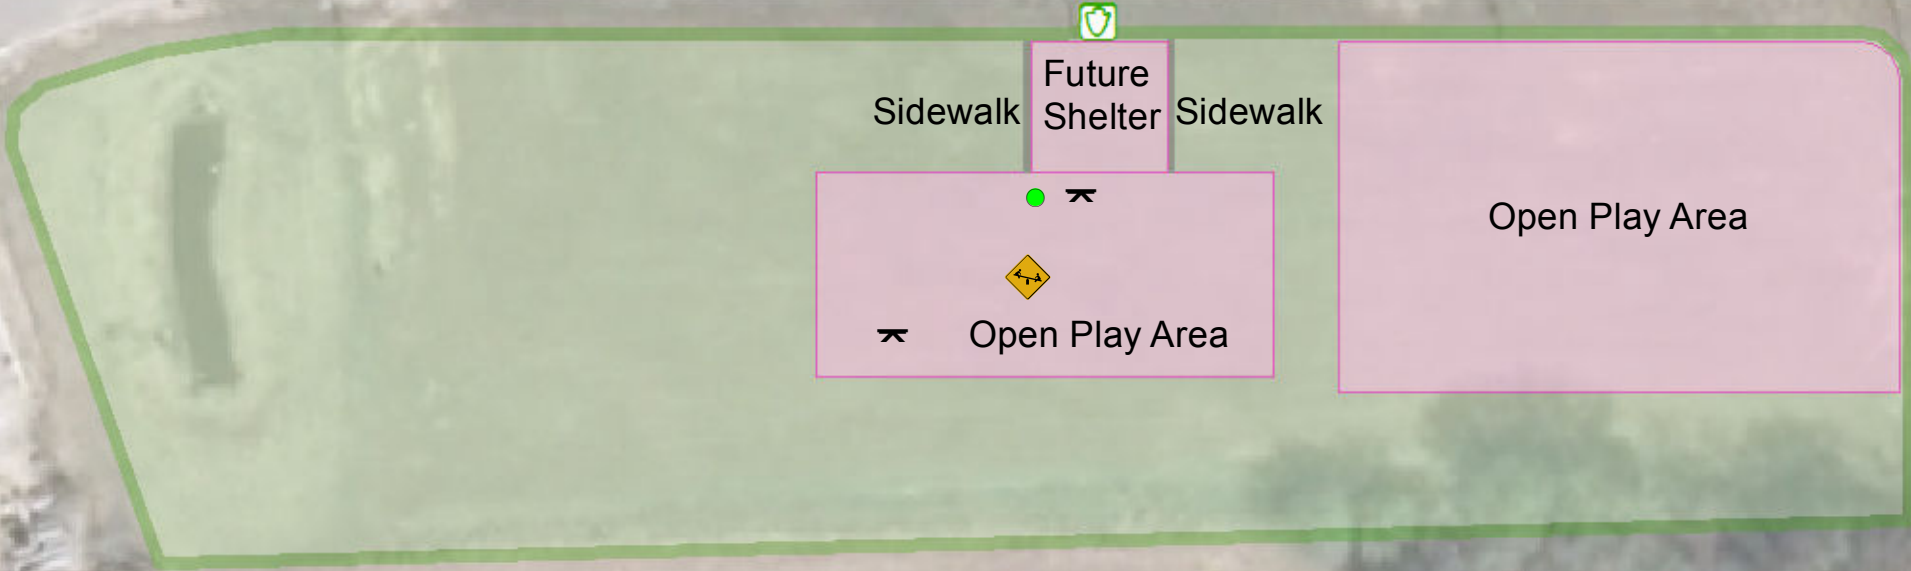 Future
Shelter
Sidewalk
Sidewalk
Open Play Area
Open Play Area